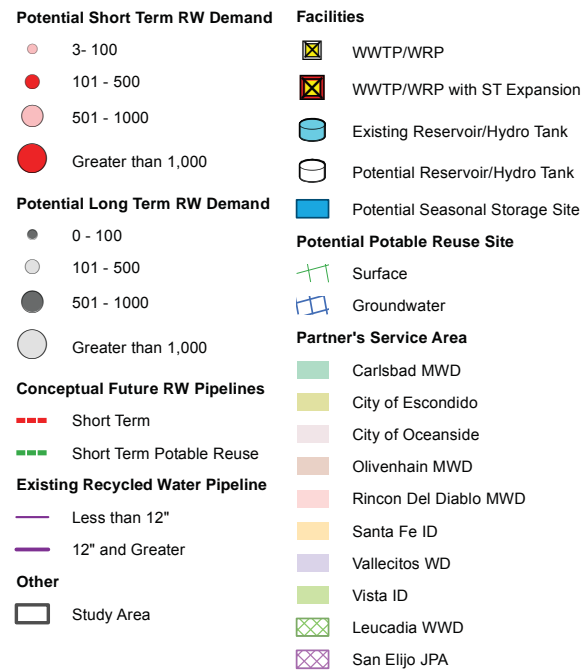 Potential Short Term RW Demand
3- 100
101 - 500
501 - 1000
Greater than 1,000
Potential Long Term RW Demand
0 - 100
101 - 500
501 - 1000
Greater than 1,000
Conceptual Future RW Pipelines
Short Term
Short Term Potable Reuse
Existing Recycled Water Pipeline
Less than 12"
12" and Greater
Other
Study Area
Facilities
WWTP/WRP
WWTP/WRP with ST Expansion
Existing Reservoir/Hydro Tank
Potential Reservoir/Hydro Tank
Potential Seasonal Storage Site
Potential Potable Reuse Site
Surface
Groundwater
Partner's Service Area
Carlsbad MWD
City of Escondido
City of Oceanside
Olivenhain MWD
Rincon Del Diablo MWD
Santa Fe ID
Vallecitos WD
Vista ID
Leucadia WWD
San Elijo JPA